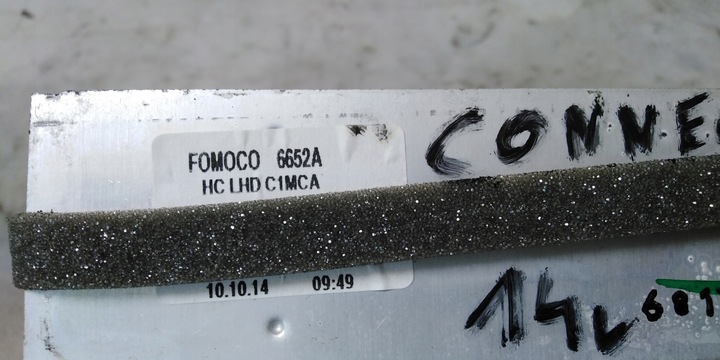 FOMOCO 6652A
HC LHD C1MCA
CONNE
10.10.14 09:49
14L